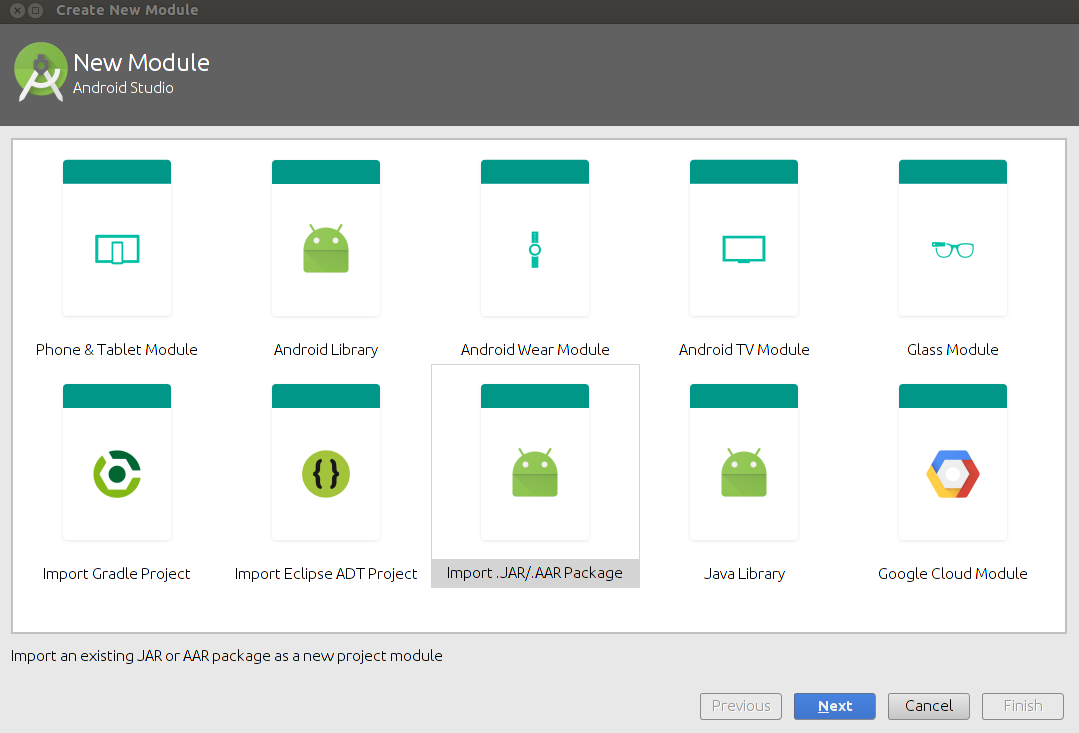 Create New Module
New Module
Android Studio
Phone & Tablet Module
Android Library
Android Wear Module
Android TV Module
Glass Module
Import Gradle Project
Import Eclipse ADT Project
Import .JAR/.AAR Package
Java Library
Google Cloud Module
Import an existing JAR or AAR package as a new project module
Previous
Next
Cancel
Finish